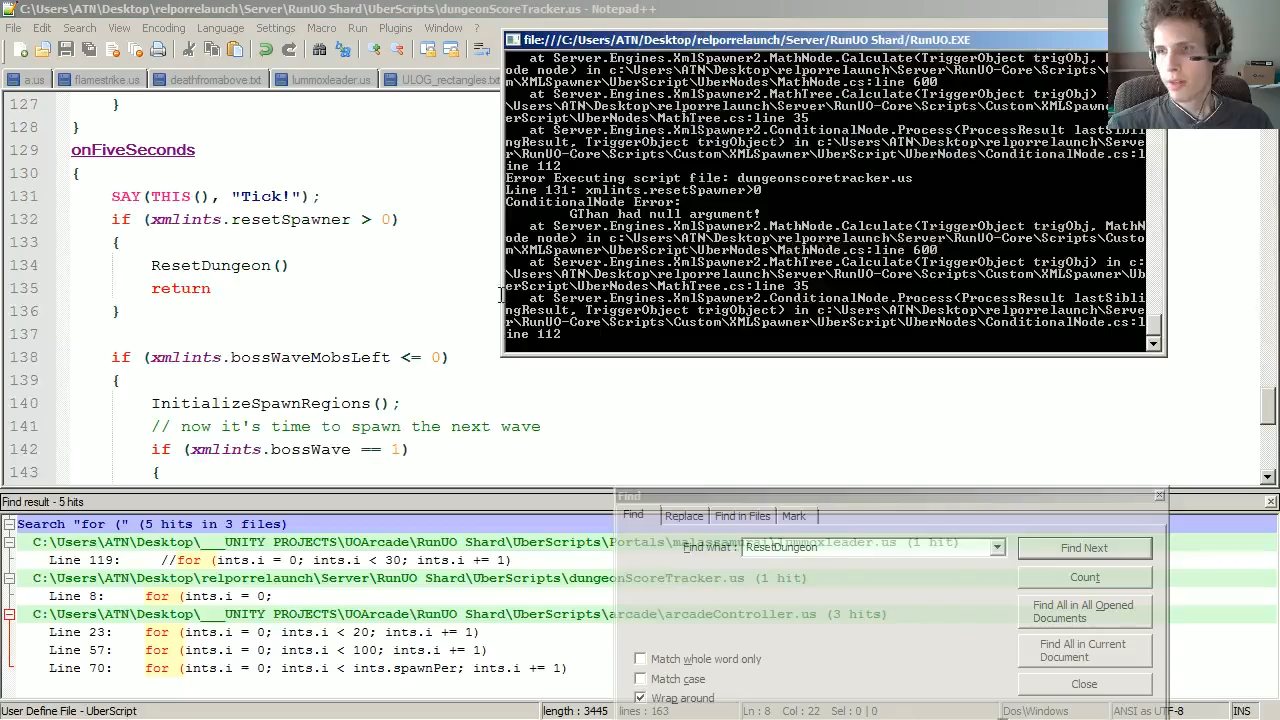 C:\Users\ATN\Desktop\relporrelaunch\Server\RunUO Shard\UberScripts\dungeonScoreTracker.us - Notepad++
File Edit Search View Encoding Language Settings Macro Run Plugins Window ?
a.us flamestrike.us deathfromabove.txt lummoxleader.us ULOG_rectangles.txt
127 }
128 }
129 onFiveSeconds
130 {
131 SAY(THIS(), "Tick!");
132 if (xmlints.resetSpawner > 0)
133 {
134 ResetDungeon()
135 return
136 }
137
138 if (xmlints.bossWaveMobsLeft <= 0)
139 {
140 InitializeSpawnRegions();
141 // now it's time to spawn the next wave
142 if (xmlints.bossWave == 1)
143 {
file:///C:/Users/ATN/Desktop/relporrelaunch/Server/RunUO Shard/RunUO.EXE
at Server.Engines.XmlSpawner2.MathNode.Calculate(TriggerObject trigObj, M
ode node) in c:\Users\ATN\Desktop\relporrelaunch\Server\RunUO-Core\Scripts\C
m\XMLSpawner\UberScript\UberNodes\MathNode.cs:line 600
at Server.Engines.XmlSpawner2.MathTree.Calculate(TriggerObject trigObj)
\Users\ATN\Desktop\relporrelaunch\Server\RunUO-Core\Scripts\Custom\XMLSpawne
erScript\UberNodes\MathTree.cs:line 35
at Server.Engines.XmlSpawner2.ConditionalNode.Process(ProcessResult lastSibli
ngResult, TriggerObject trigObj) in c:\Users\ATN\Desktop\relporrelaunch\Serve
r\RunUO-Core\Scripts\Custom\XMLSpawner\UberScript\UberNodes\ConditionalNode.cs:l
ine 112
Error Executing script file: dungeonscoretracker.us
Line 131: xmlints.resetSpawner>0
ConditionalNode Error:
GThan had null argument!
at Server.Engines.XmlSpawner2.MathNode.Calculate(TriggerObject trigObj, MathN
ode node) in c:\Users\ATN\Desktop\relporrelaunch\Server\RunUO-Core\Scripts\Custo
m\XMLSpawner\UberScript\UberNodes\MathNode.cs:line 600
at Server.Engines.XmlSpawner2.MathTree.Calculate(TriggerObject trigObj) in c:
\Users\ATN\Desktop\relporrelaunch\Server\RunUO-Core\Scripts\Custom\XMLSpawner\Ub
erScript\UberNodes\MathTree.cs:line 35
at Server.Engines.XmlSpawner2.ConditionalNode.Process(ProcessResult lastSibli
ngResult, TriggerObject trigObj) in c:\Users\ATN\Desktop\relporrelaunch\Serve
r\RunUO-Core\Scripts\Custom\XMLSpawner\UberScript\UberNodes\ConditionalNode.cs:l
ine 112
Find result - 5 hits
Search "for (" (5 hits in 3 files)
C:\Users\ATN\Desktop\___UNITY PROJECTS\UOArcade\RunUO Shard\UberScripts\Portals\malassamurai\lummoxleader.us (1 hit)
Line 119: //for (ints.i = 0; ints.i < 30; ints.i += 1)
C:\Users\ATN\Desktop\relporrelaunch\Server\RunUO Shard\UberScripts\dungeonScoreTracker.us (1 hit)
Line 8: for (ints.i = 0;
C:\Users\ATN\Desktop\___UNITY PROJECTS\UOArcade\RunUO Shard\UberScripts\arcade\arcadeController.us (3 hits)
Line 23: for (ints.i = 0; ints.i < 20; ints.i += 1)
Line 57: for (ints.i = 0; ints.i < 100; ints.i += 1)
Line 70: for (ints.i = 0; ints.i < ints.spawnPer; ints.i += 1)
Find
Find Replace Find in Files Mark
Find what : ResetDungeon
Find Next
Count
Find All in All Opened
Documents
Find All in Current
Document
Close
Match whole word only
Match case
Wrap around
User Define File - UberScript length : 3445 lines : 163 Ln : 8 Col : 22 Sel : 0 | 0 Dos\Windows ANSI as UTF-8 INS